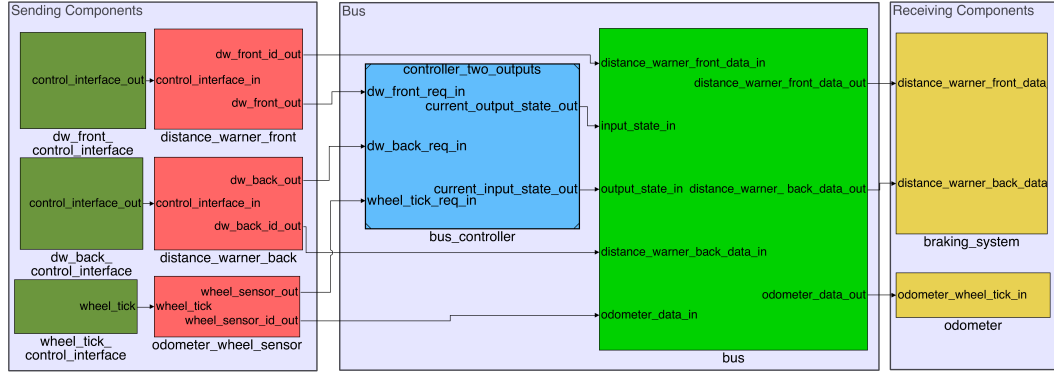 Sending Components
control_interface_out
dw_front_
control_interface
control_interface_in
dw_front_id_out
dw_front_out
distance_warner_front
control_interface_out
dw_back_
control_interface
control_interface_in
dw_back_out
dw_back_id_out
distance_warner_back
wheel_tick
wheel_tick_
control_interface
wheel_sensor_out
wheel_tick
wheel_sensor_id_out
odometer_wheel_sensor
Bus
controller_two_outputs
dw_front_req_in
current_output_state_out
dw_back_req_in
current_input_state_out
wheel_tick_req_in
bus_controller
distance_warner_front_data_in
distance_warner_front_data_out
input_state_in
output_state_in
distance_warner_ back_data_out
distance_warner_back_data_in
odometer_data_out
odometer_data_in
bus
Receiving Components
distance_warner_front_data
distance_warner_back_data
braking_system
odometer_wheel_tick_in
odometer